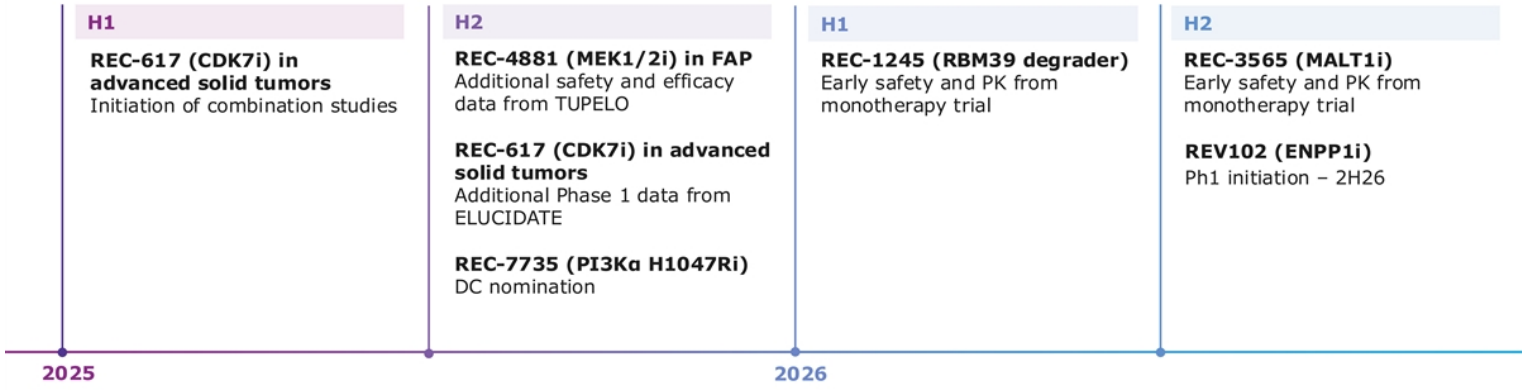 H1
REC-617 (CDK7i) in
advanced solid tumors
Initiation of combination studies
H2
REC-4881 (MEK1/2i) in FAP
Additional safety and efficacy
data from TUPELO
REC-617 (CDK7i) in advanced
solid tumors
Additional Phase 1 data from
ELUCIDATE
REC-7735 (PI3Kα H1047Ri)
DC nomination
H1
REC-1245 (RBM39 degrader)
Early safety and PK from
monotherapy trial
H2
REC-3565 (MALT1i)
Early safety and PK from
monotherapy trial
REV102 (ENPP1i)
Ph1 initiation – 2H26
2025
2026